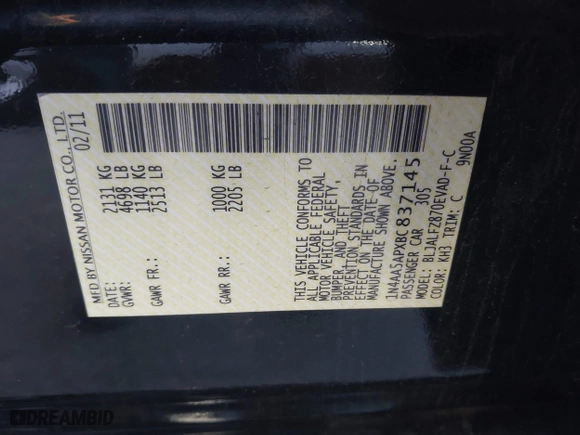 MFD BY NISSAN MOTOR CO., LTD.
02/11
GVWR: 2131 KG
4698 LB
GAWR FR: 1140 KG
2513 LB
GAWR RR: 1000 KG
2205 LB
THIS VEHICLE CONFORMS TO
ALL APPLICABLE FEDERAL
MOTOR VEHICLE SAFETY,
BUMPER, AND THEFT
PREVENTION STANDARDS IN
EFFECT ON THE DATE OF
MANUFACTURE SHOWN ABOVE.
1N4AA5APXBC837145
PASSENGER CAR 305
MODEL: BLJALFZ870EVAD-F-C
COLOR: KH3 TRIM: C 9N00A
DREAMBID